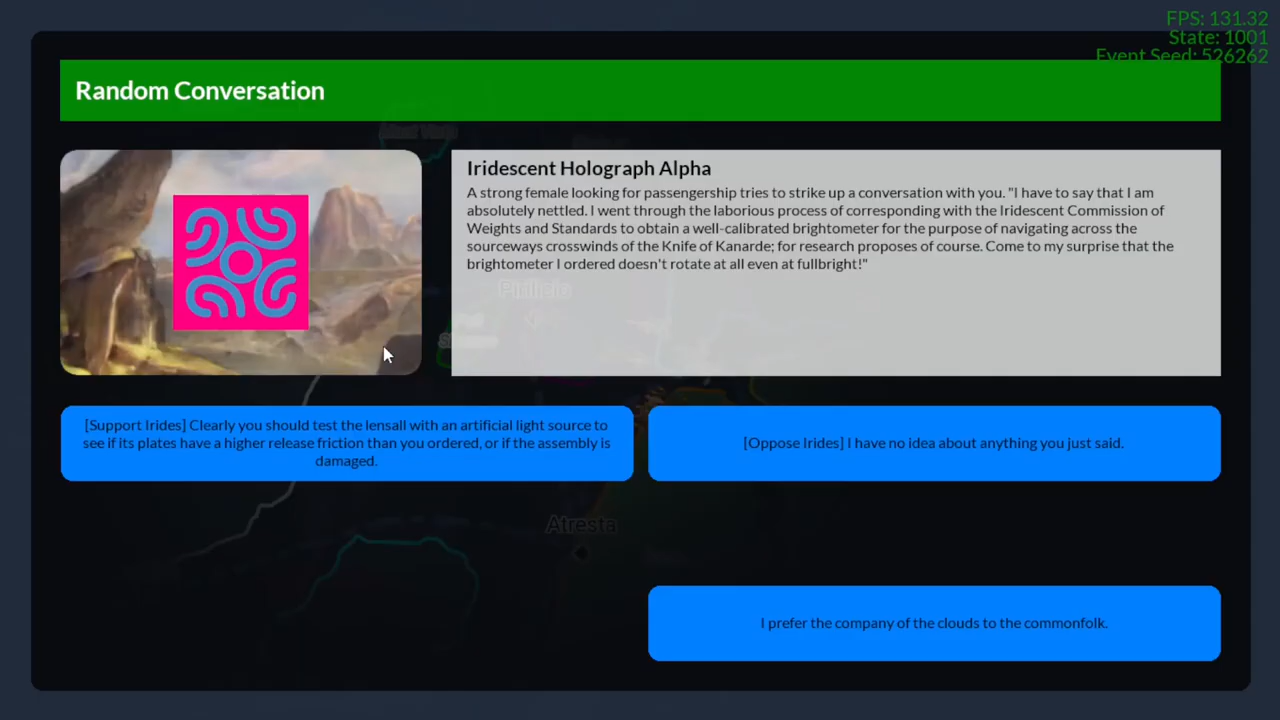 FPS: 131.32
State: 1001
Event Seed: 526262
Random Conversation
Iridescent Holograph Alpha
A strong female looking for passengership tries to strike up a conversation with you. "I have to say that I am
absolutely nettled. I went through the laborious process of corresponding with the Iridescent Commission of
Weights and Standards to obtain a well-calibrated brightometer for the purpose of navigating across the
sourceways crosswinds of the Knife of Kanarde; for research proposes of course. Come to my surprise that the
brightometer I ordered doesn't rotate at all even at fullbright!"
[Support Irides] Clearly you should test the lensall with an artificial light source to
see if its plates have a higher release friction than you ordered, or if the assembly is
damaged.
[Oppose Irides] I have no idea about anything you just said.
Atresta
I prefer the company of the clouds to the commonfolk.